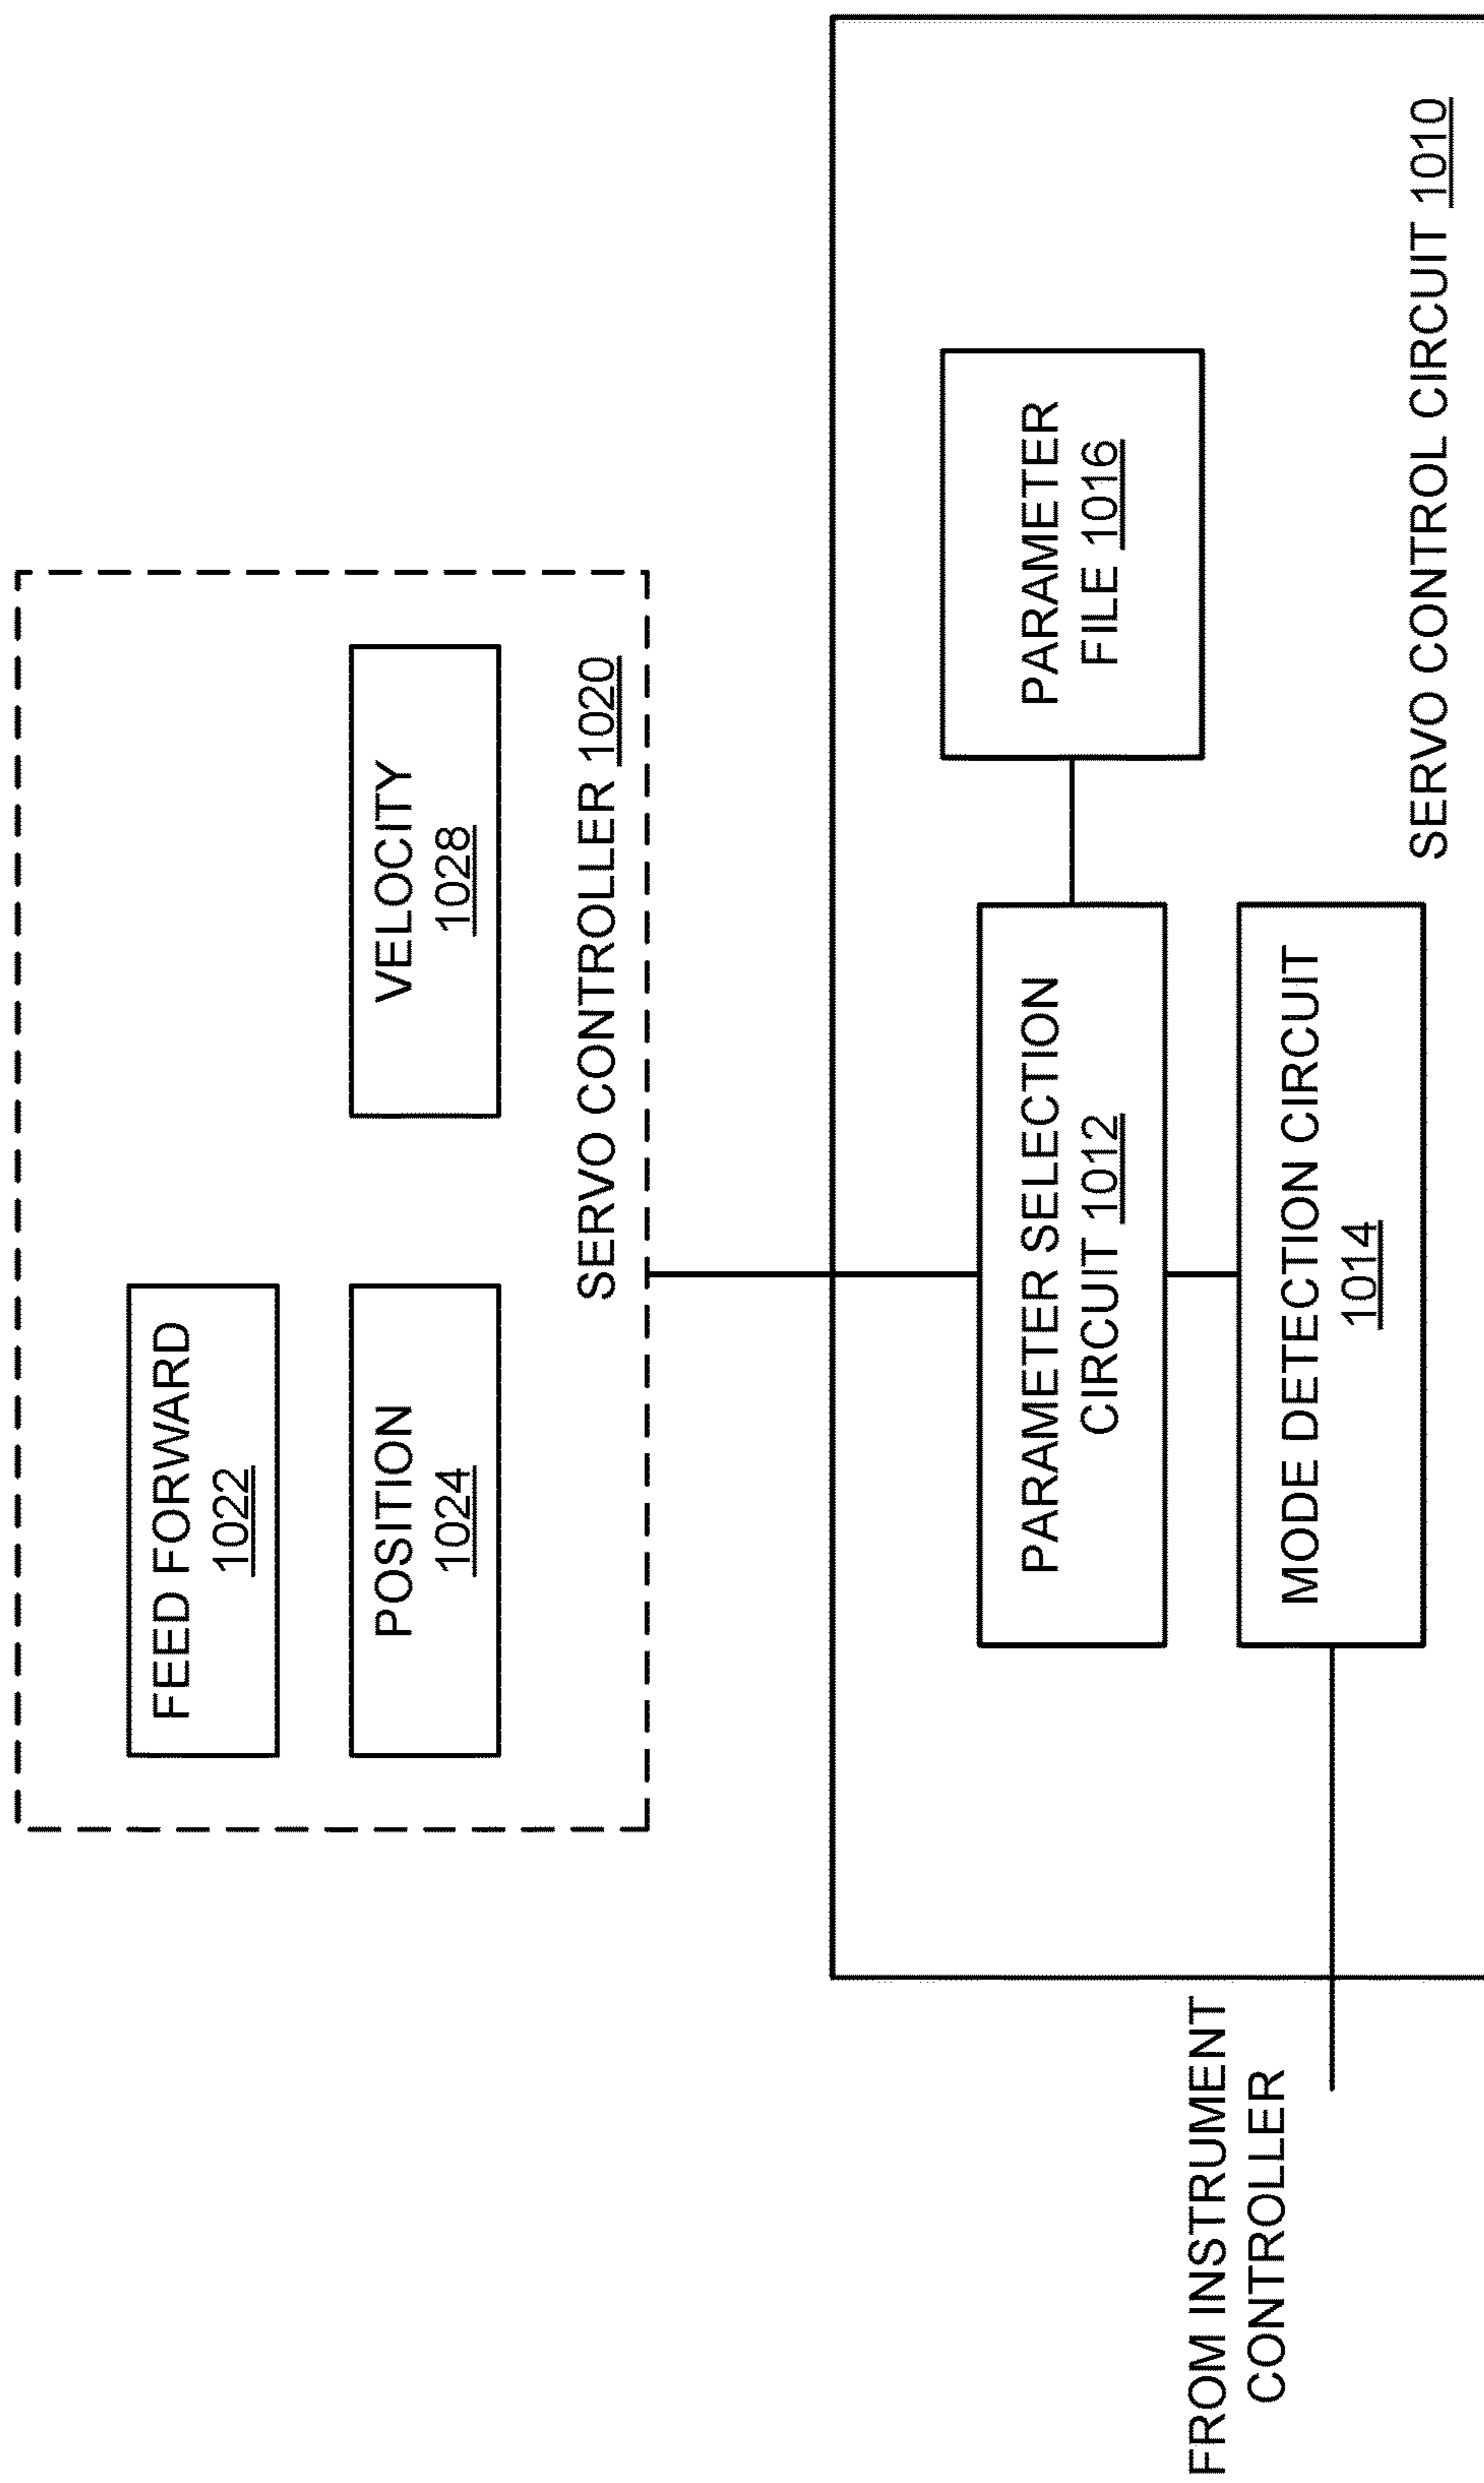 FEED FORWARD
1022
POSITION
1024
VELOCITY
1028
SERVO CONTROLLER 1020
PARAMETER SELECTION
CIRCUIT 1012
PARAMETER
FILE 1016
MODE DETECTION CIRCUIT
1014
FROM INSTRUMENT
CONTROLLER
SERVO CONTROL CIRCUIT 1010